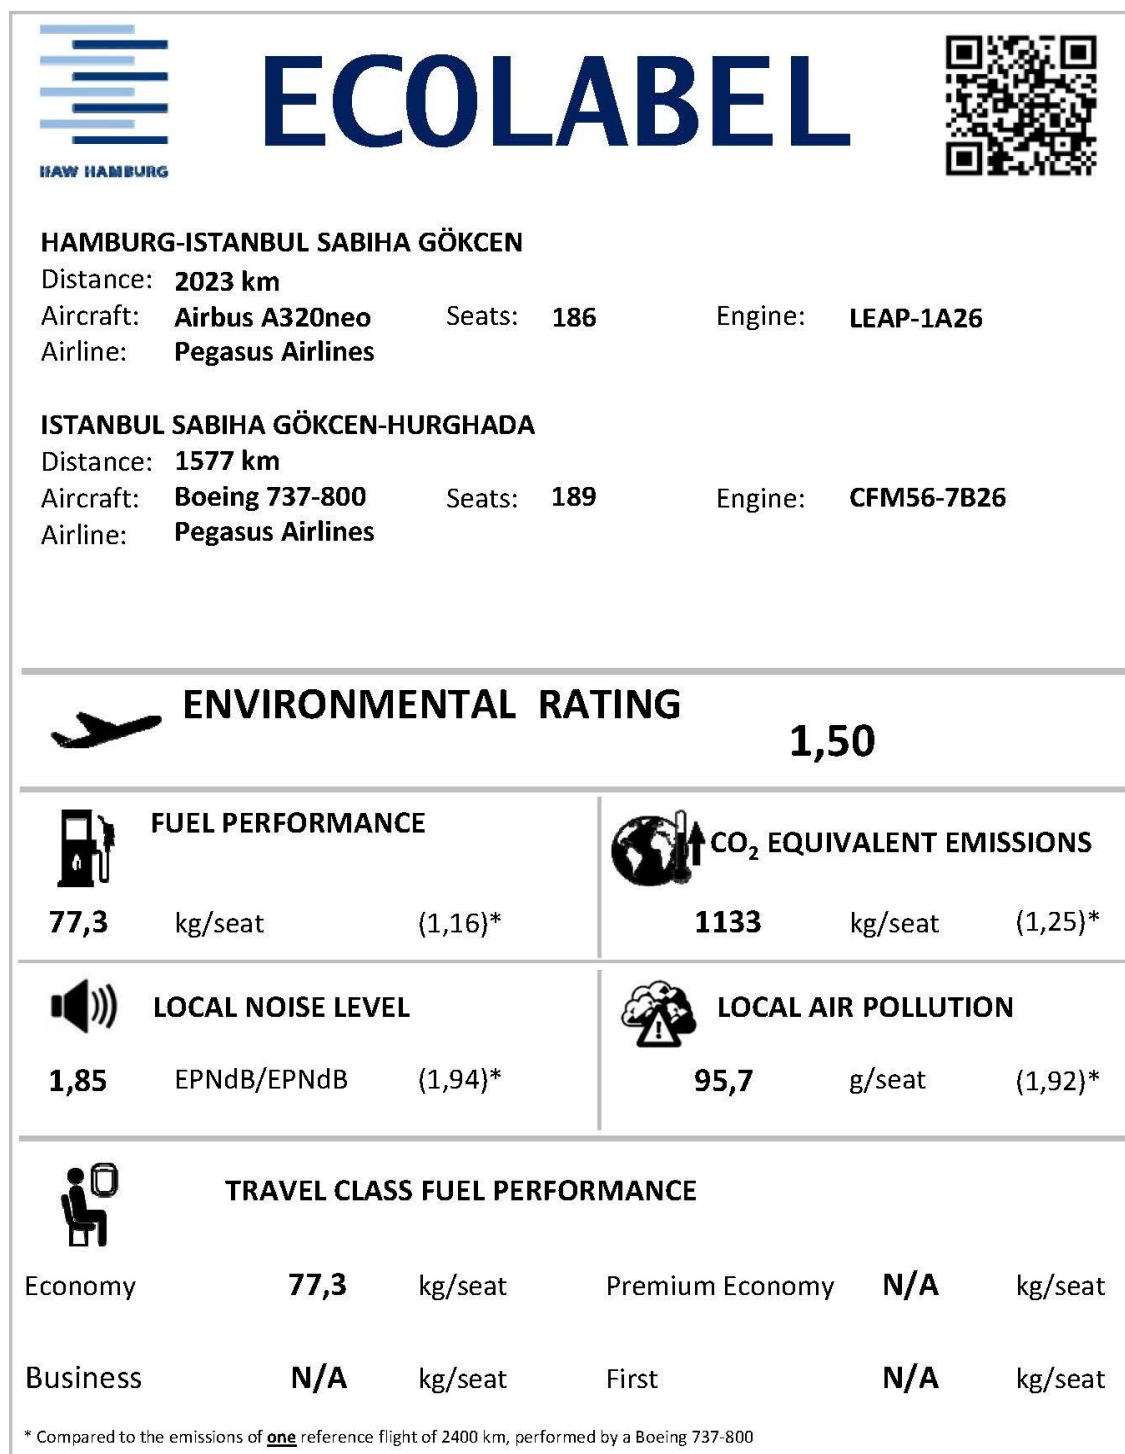 HAW HAMBURG
ECOLABEL
HAMBURG-ISTANBUL SABIHA GÖKCEN
Distance: 2023 km
Aircraft: Airbus A320neo Seats: 186 Engine: LEAP-1A26
Airline: Pegasus Airlines
ISTANBUL SABIHA GÖKCEN-HURGHADA
Distance: 1577 km
Aircraft: Boeing 737-800 Seats: 189 Engine: CFM56-7B26
Airline: Pegasus Airlines
ENVIRONMENTAL RATING
1,50
FUEL PERFORMANCE
77,3 kg/seat (1,16)*
CO₂ EQUIVALENT EMISSIONS
1133 kg/seat (1,25)*
LOCAL NOISE LEVEL
1,85 EPNdB/EPNdB (1,94)*
LOCAL AIR POLLUTION
95,7 g/seat (1,92)*
TRAVEL CLASS FUEL PERFORMANCE
Economy 77,3 kg/seat Premium Economy N/A kg/seat
Business N/A kg/seat First N/A kg/seat
* Compared to the emissions of one reference flight of 2400 km, performed by a Boeing 737-800